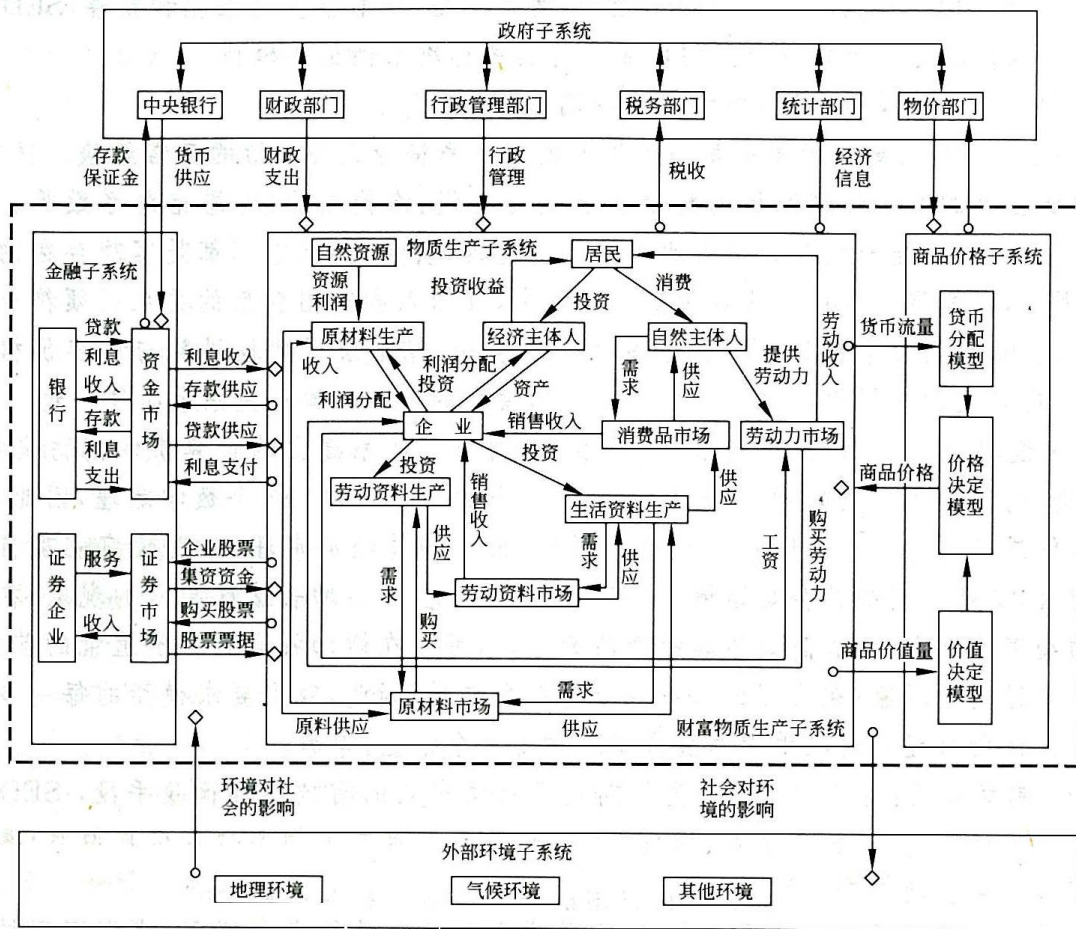 政府子系统
中央银行
财政部门
行政管理部门
税务部门
统计部门
物价部门
存款
保证金
货币
供应
财政
支出
行政
管理
税收
经济
信息
金融子系统
银行
贷款
利息
收入
存款
利息
支出
资金市场
证券企业
服务
收入
证券市场
利息收入
存款供应
贷款供应
利息支付
企业股票
集资资金
购买股票
股票票据
物质生产子系统
自然资源
资源
利润
原材料生产
收入
利润分配
投资收益
居民
投资
消费
经济主体人
自然主体人
利润分配
投资
资产
需求
供应
提供
劳动力
劳动收入
企业
销售收入
消费品市场
劳动力市场
投资
投资
劳动资料生产
销售收入
生活资料生产
供应
需求
供应
需求
供应
购买
劳动资料市场
工资
购买劳动力
原材料市场
需求
原料供应
供应
财富物质生产子系统
商品价格子系统
货币流量
货币
分配
模型
商品价格
价格
决定
模型
商品价值量
价值
决定
模型
环境对社
会的影响
社会对环
境的影响
外部环境子系统
地理环境
气候环境
其他环境